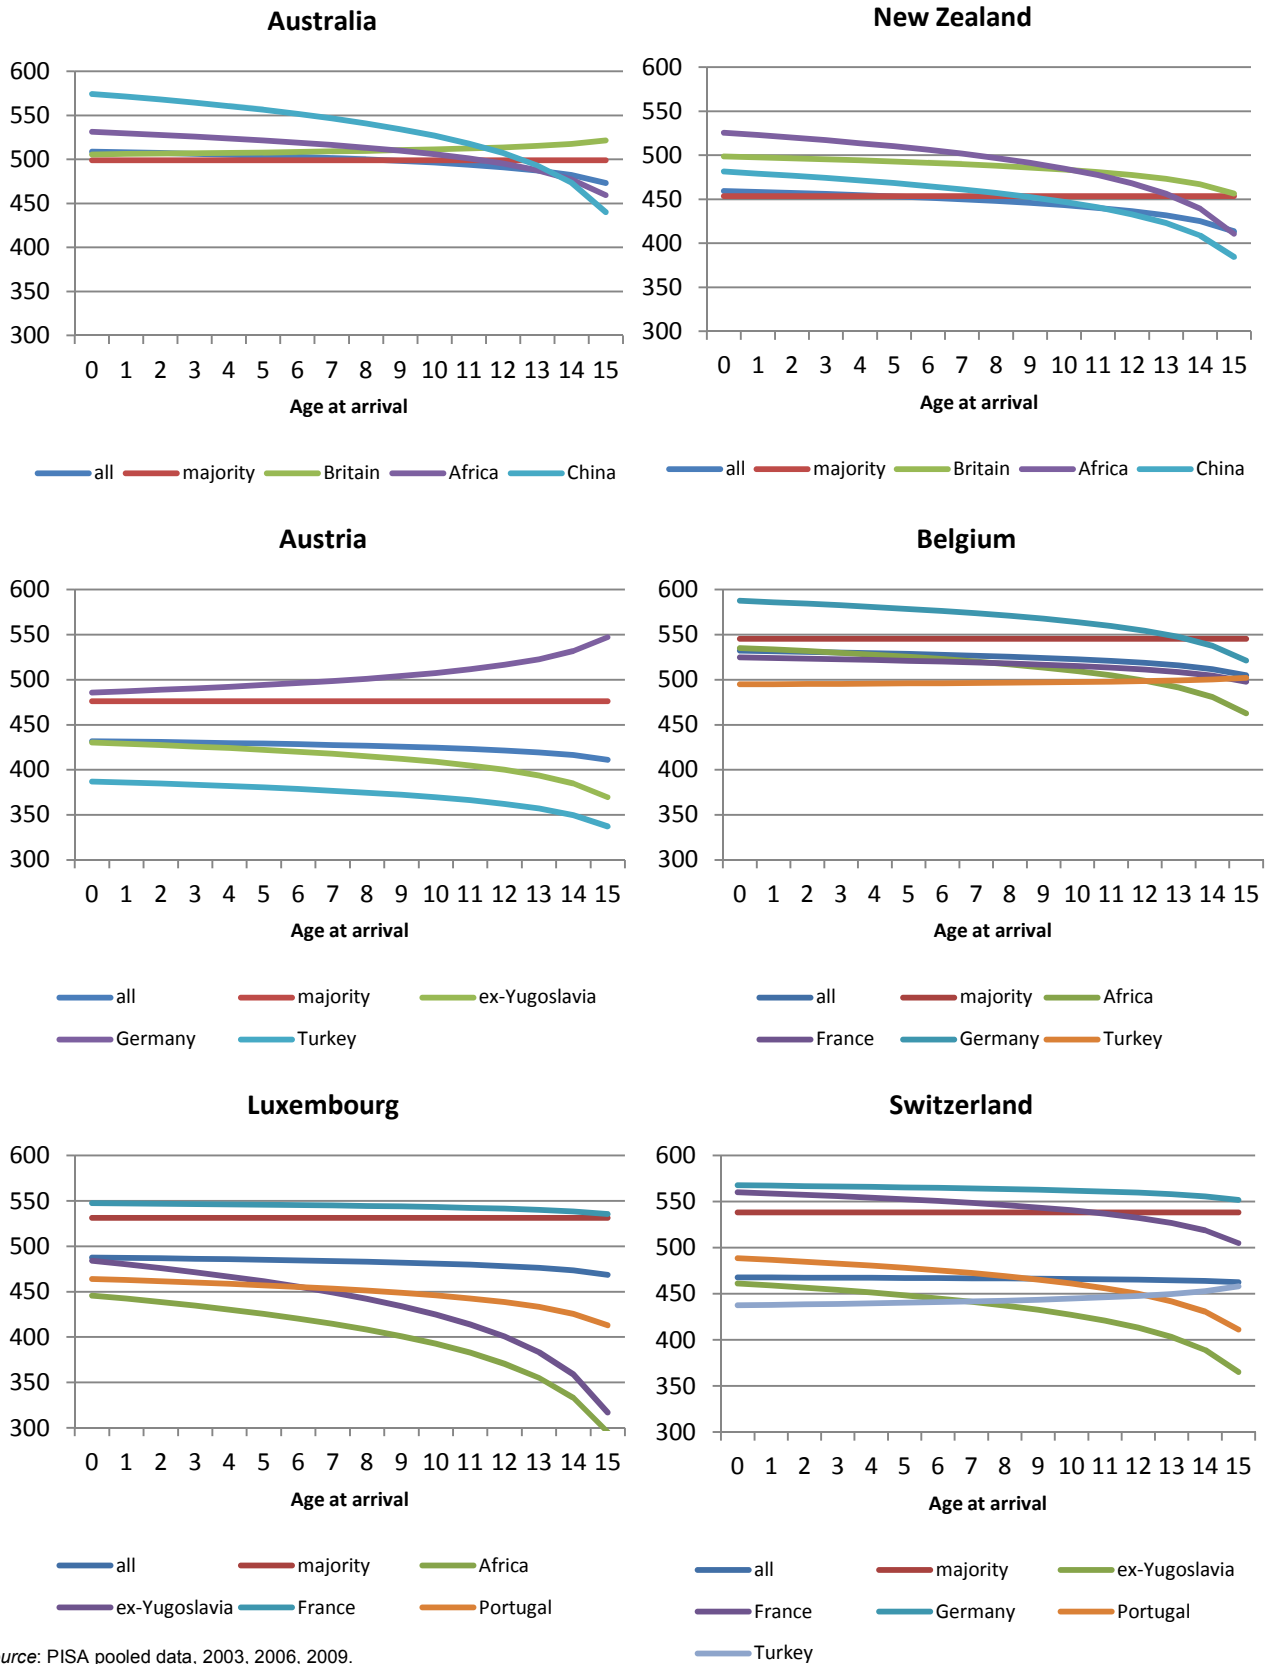 Australia
600
550
500
450
400
350
300
0 1 2 3 4 5 6 7 8 9 10 11 12 13 14 15
Age at arrival
all majority Britain Africa China
New Zealand
600
550
500
450
400
350
300
0 1 2 3 4 5 6 7 8 9 10 11 12 13 14 15
Age at arrival
all majority Britain Africa China
Austria
600
550
500
450
400
350
300
0 1 2 3 4 5 6 7 8 9 10 11 12 13 14 15
Age at arrival
all majority ex-Yugoslavia
Germany Turkey
Belgium
600
550
500
450
400
350
300
0 1 2 3 4 5 6 7 8 9 10 11 12 13 14 15
Age at arrival
all majority Africa
France Germany Turkey
Luxembourg
600
550
500
450
400
350
300
0 1 2 3 4 5 6 7 8 9 10 11 12 13 14 15
Age at arrival
all majority Africa
ex-Yugoslavia France Portugal
Switzerland
600
550
500
450
400
350
300
0 1 2 3 4 5 6 7 8 9 10 11 12 13 14 15
Age at arrival
all majority ex-Yugoslavia
France Germany Portugal
Turkey
urce: PISA pooled data, 2003, 2006, 2009.